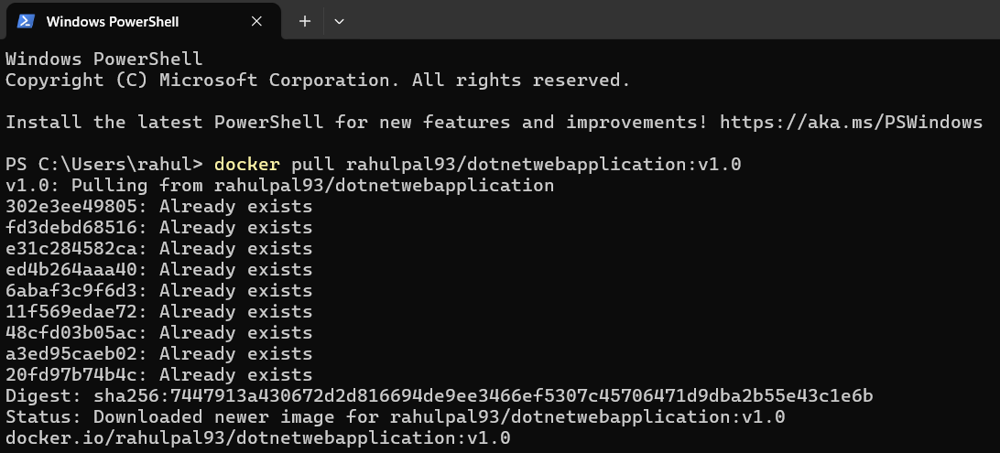 Windows PowerShell
Windows PowerShell
Copyright (C) Microsoft Corporation. All rights reserved.
Install the latest PowerShell for new features and improvements! https://aka.ms/PSWindows
PS C:\Users\rahul> docker pull rahulpal93/dotnetwebapplication:v1.0
v1.0: Pulling from rahulpal93/dotnetwebapplication
302e3ee49805: Already exists
fd3debd68516: Already exists
e31c284582ca: Already exists
ed4b264aaa40: Already exists
6abaf3c9f6d3: Already exists
11f569edae72: Already exists
48cfd03b05ac: Already exists
a3ed95caeb02: Already exists
20fd97b74b4c: Already exists
Digest: sha256:7447913a430672d2d816694de9ee3466ef5307c45706471d9dba2b55e43c1e6b
Status: Downloaded newer image for rahulpal93/dotnetwebapplication:v1.0
docker.io/rahulpal93/dotnetwebapplication:v1.0